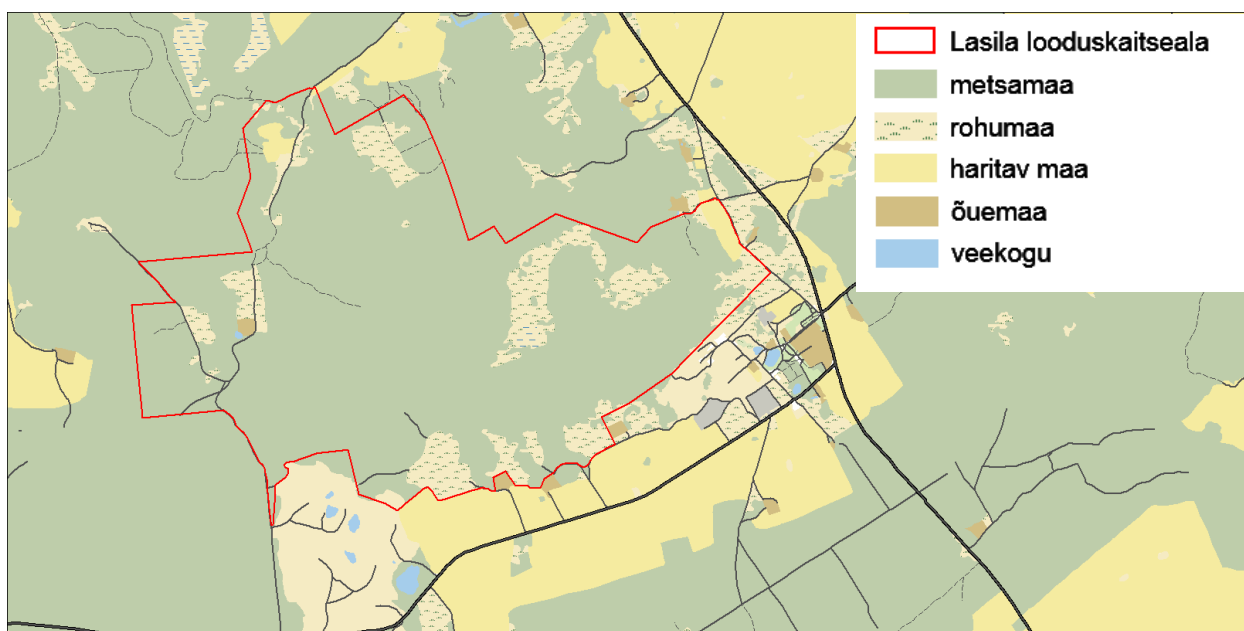 Lasila looduskaitseala
metsamaa
rohumaa
haritav maa
õuemaa
veekogu